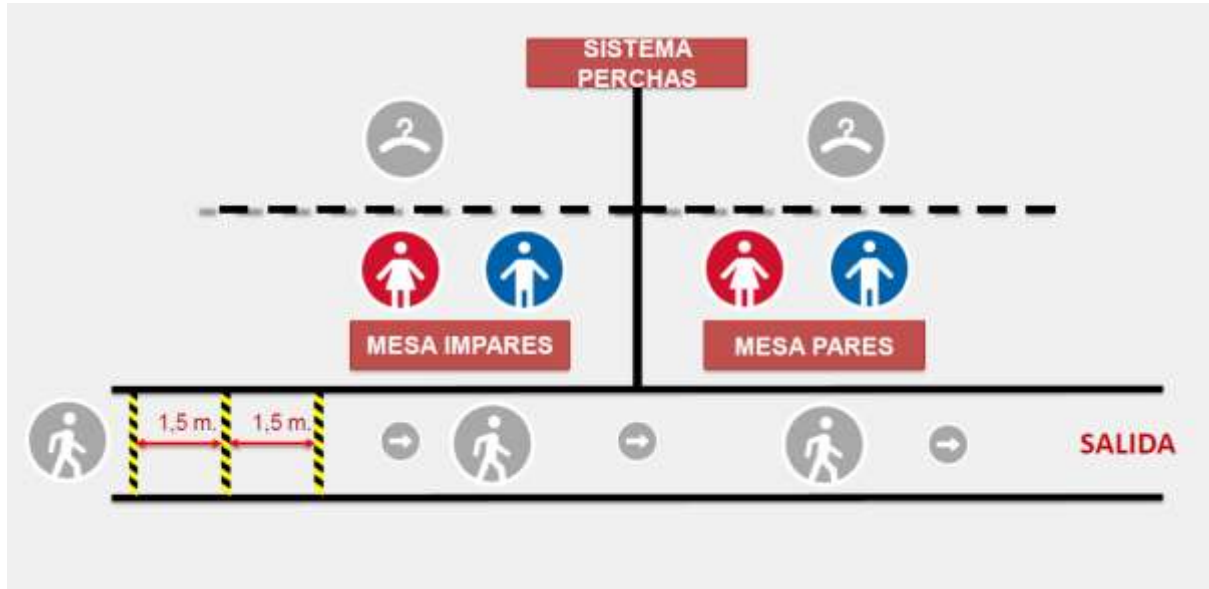 SISTEMA
PERCHAS
MESA IMPARES
MESA PARES
1,5 m.
1,5 m.
SALIDA